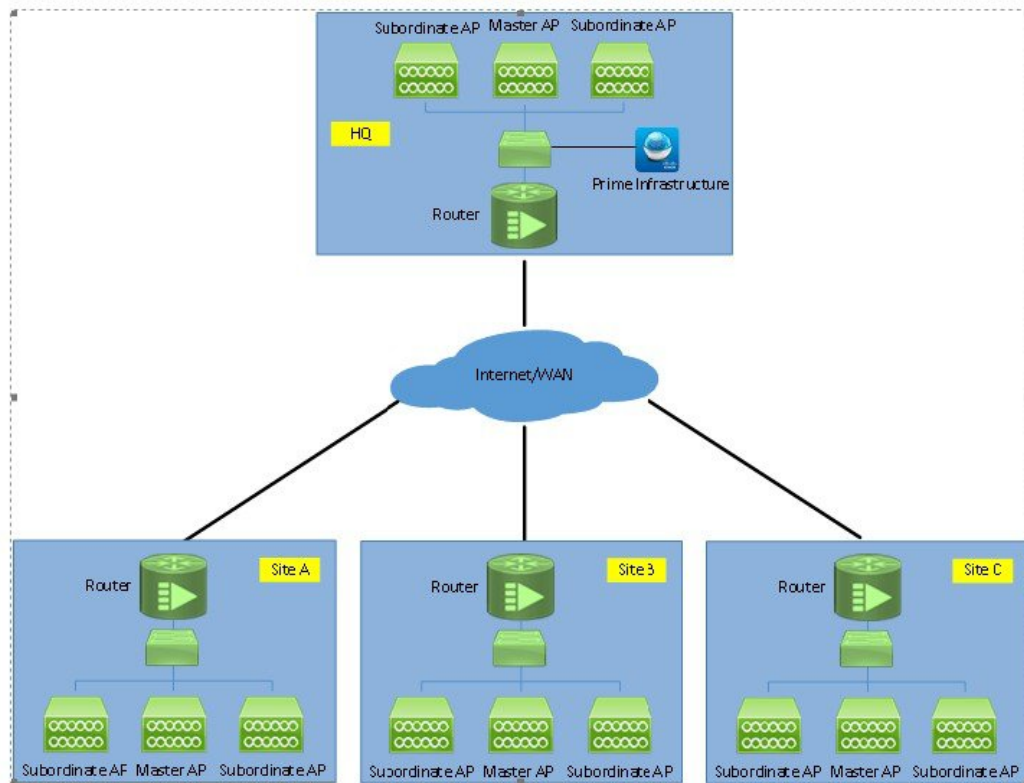 Subordinate AP Master AP Subordinate AP
HQ
Prime Infrastructure
Router
Internet/WAN
Site A
Router
Subordinate AP Master AP Subordinate AP
Site B
Router
Subordinate AP Master AP Subordinate AP
Site C
Router
Subordinate AP Master AP Subordinate AP